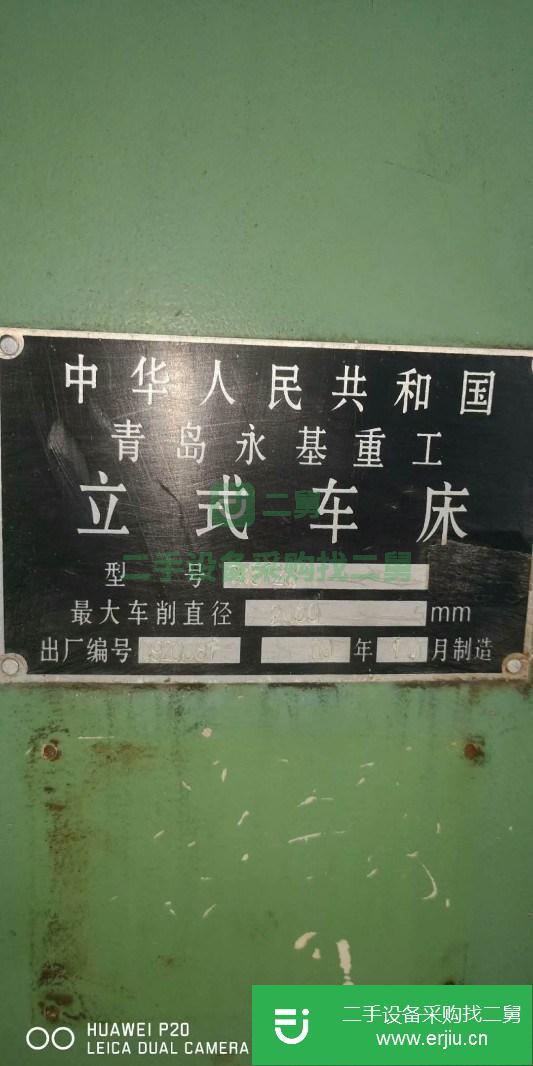 中华人民共和国
青岛永基重工
立式车床
二舅
二手设备采购找二舅
型号
最大车削直径 mm
出厂编号 年 月制造
HUAWEI P20
LEICA DUAL CAMERA
二手设备采购找二舅
www.erjiu.cn